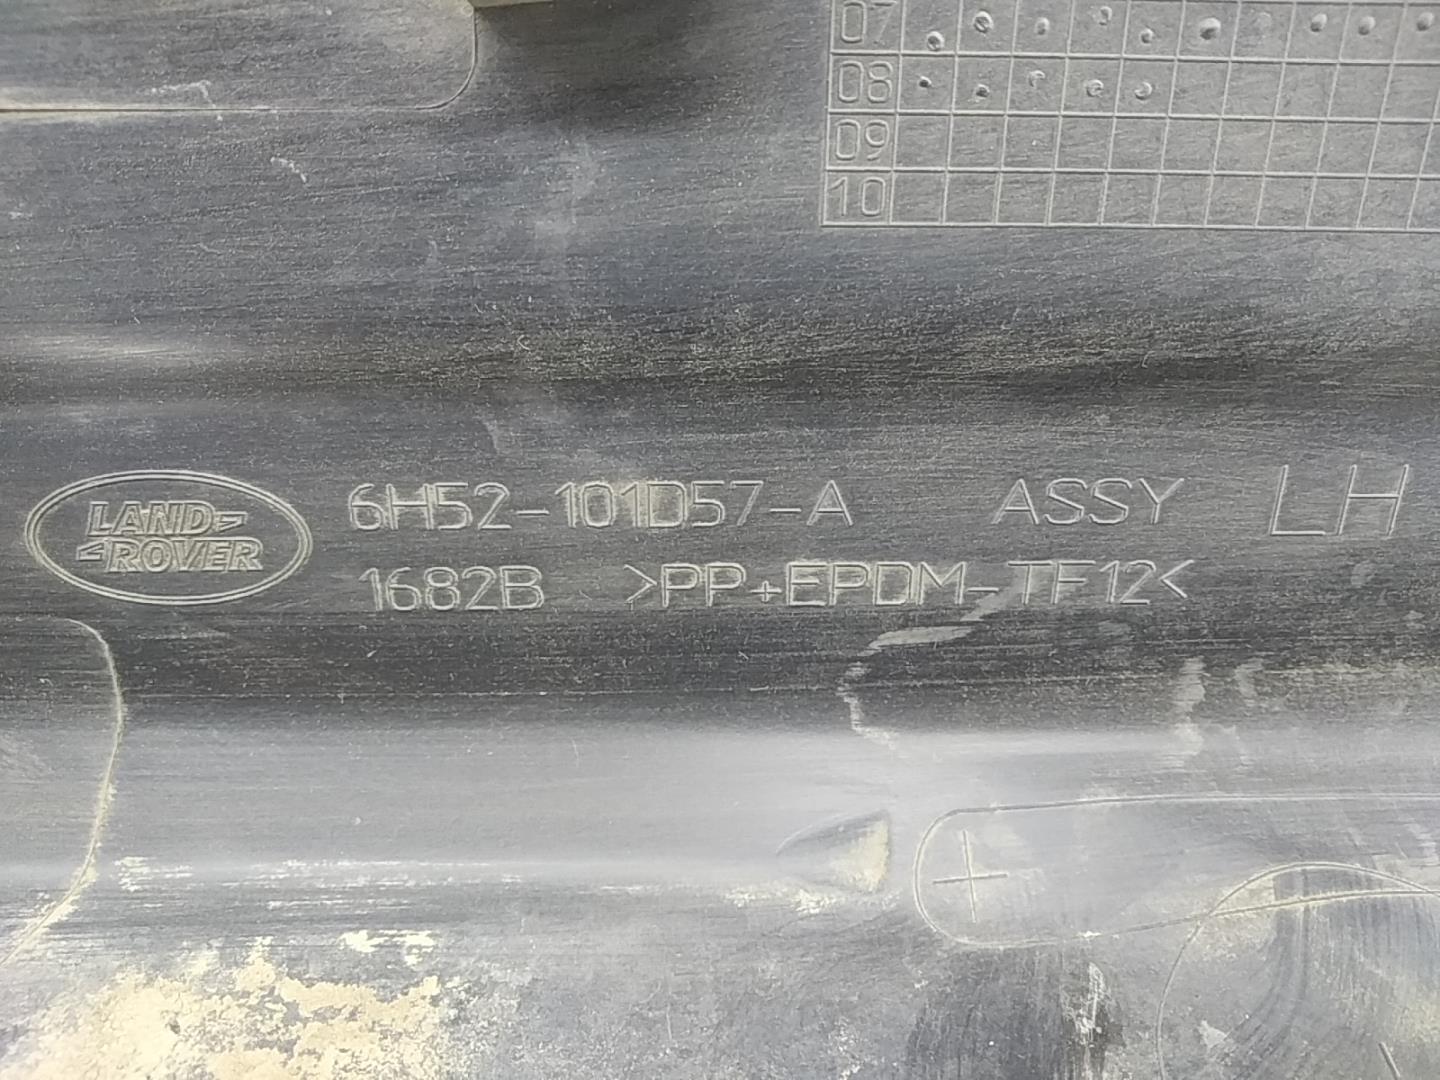 07
08
09
10
LAND
ROVER
6H52-101D57-A ASSY LH
1682B >PP+EPDM-TF12<